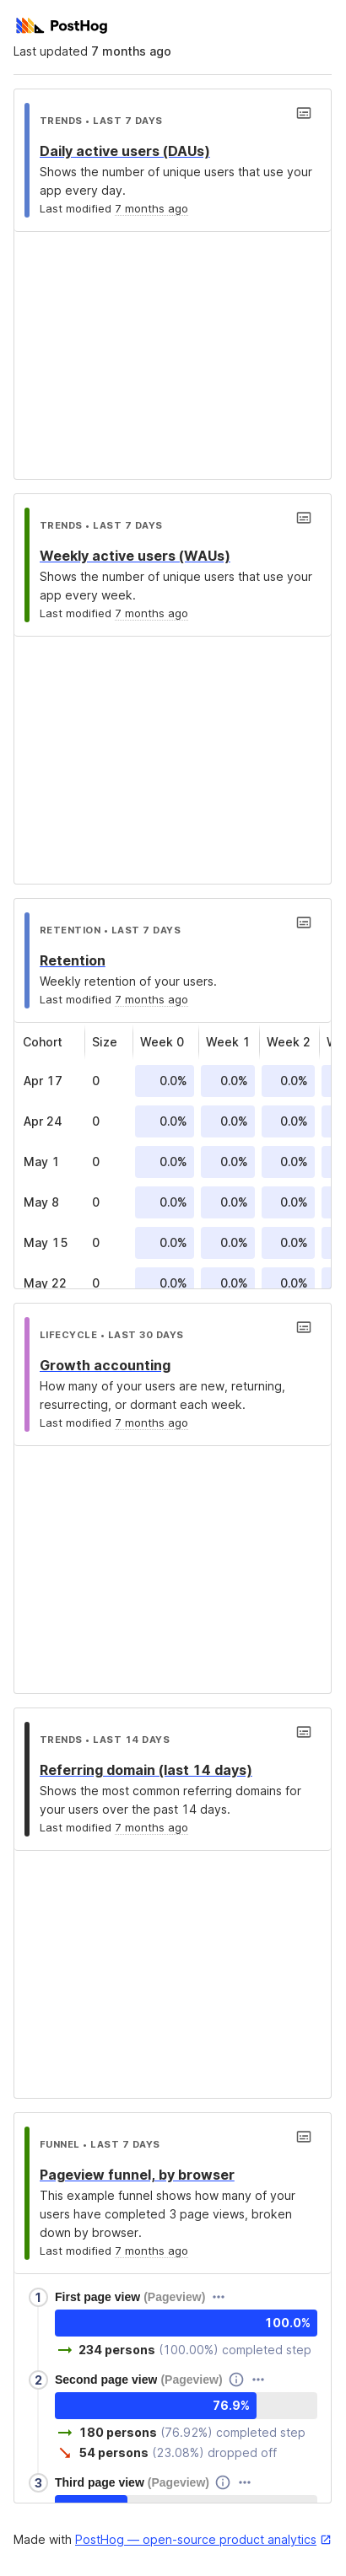 PostHog
Last updated 7 months ago
TRENDS • LAST 7 DAYS
Daily active users (DAUs)
Shows the number of unique users that use your
app every day.
Last modified 7 months ago
TRENDS • LAST 7 DAYS
Weekly active users (WAUs)
Shows the number of unique users that use your
app every week.
Last modified 7 months ago
RETENTION • LAST 7 DAYS
Retention
Weekly retention of your users.
Last modified 7 months ago
Cohort Size Week 0 Week 1 Week 2
Apr 17 0 0.0% 0.0% 0.0%
Apr 24 0 0.0% 0.0% 0.0%
May 1 0 0.0% 0.0% 0.0%
May 8 0 0.0% 0.0% 0.0%
May 15 0 0.0% 0.0% 0.0%
May 22 0 0.0% 0.0% 0.0%
LIFECYCLE • LAST 30 DAYS
Growth accounting
How many of your users are new, returning,
resurrecting, or dormant each week.
Last modified 7 months ago
TRENDS • LAST 14 DAYS
Referring domain (last 14 days)
Shows the most common referring domains for
your users over the past 14 days.
Last modified 7 months ago
FUNNEL • LAST 7 DAYS
Pageview funnel, by browser
This example funnel shows how many of your
users have completed 3 page views, broken
down by browser.
Last modified 7 months ago
1 First page view (Pageview)
100.0%
234 persons (100.00%) completed step
2 Second page view (Pageview)
76.9%
180 persons (76.92%) completed step
54 persons (23.08%) dropped off
3 Third page view (Pageview)
Made with PostHog — open-source product analytics